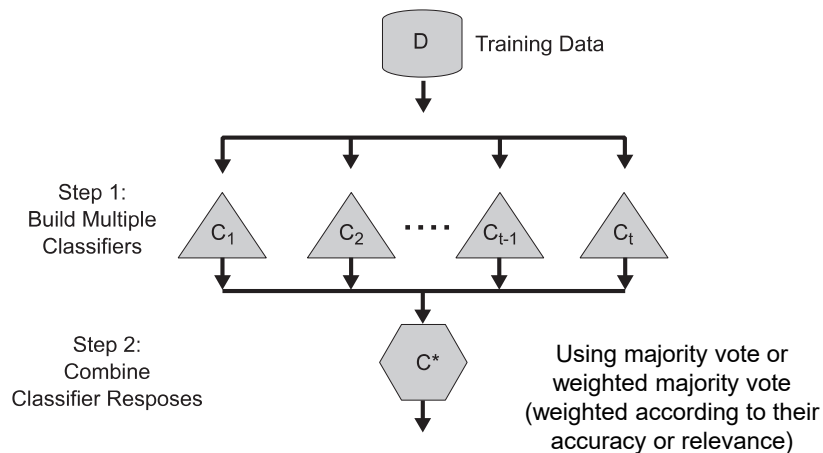 D
Training Data
Step 1:
Build Multiple
Classifiers
C1
C2
....
Ct-1
Ct
Step 2:
Combine
Classifier Resposes
C*
Using majority vote or
weighted majority vote
(weighted according to their
accuracy or relevance)